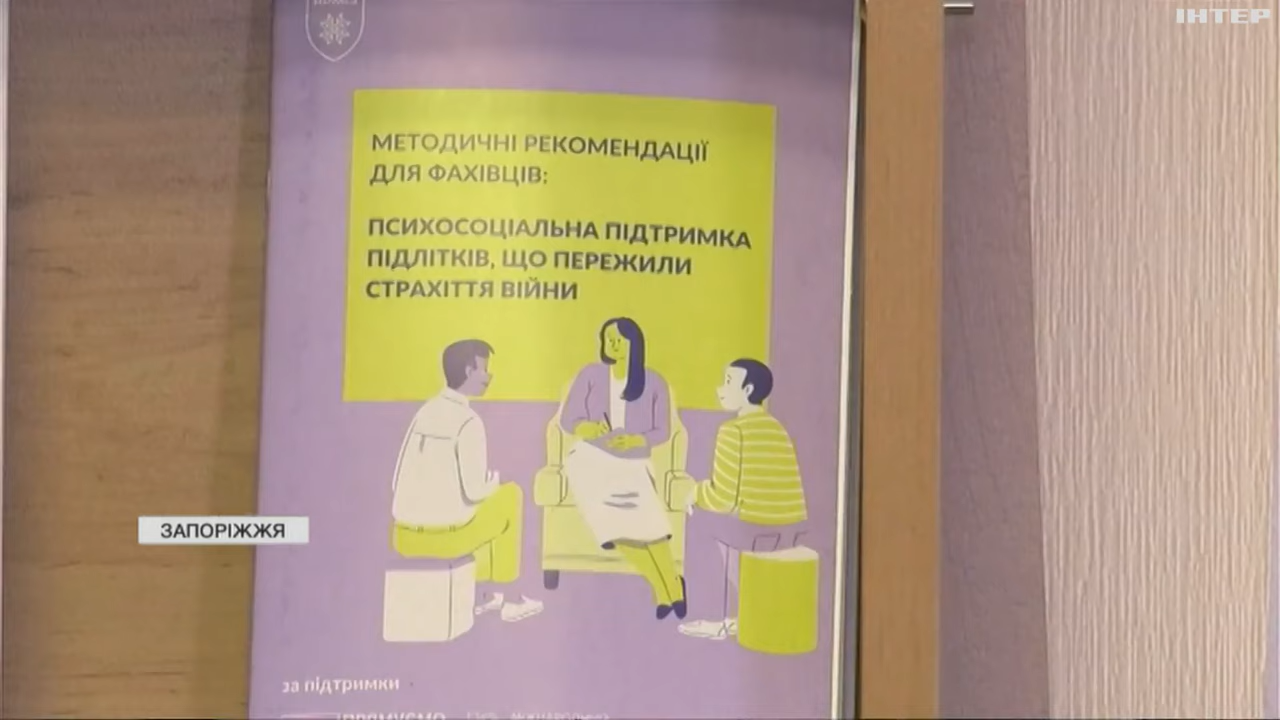 ІНТЕР
МЕТОДИЧНІ РЕКОМЕНДАЦІЇ
ДЛЯ ФАХІВЦІВ:
ПСИХОСОЦІАЛЬНА ПІДТРИМКА
ПІДЛІТКІВ, ЩО ПЕРЕЖИЛИ
СТРАХІТТЯ ВІЙНИ
ЗАПОРІЖЖЯ
за підтримки